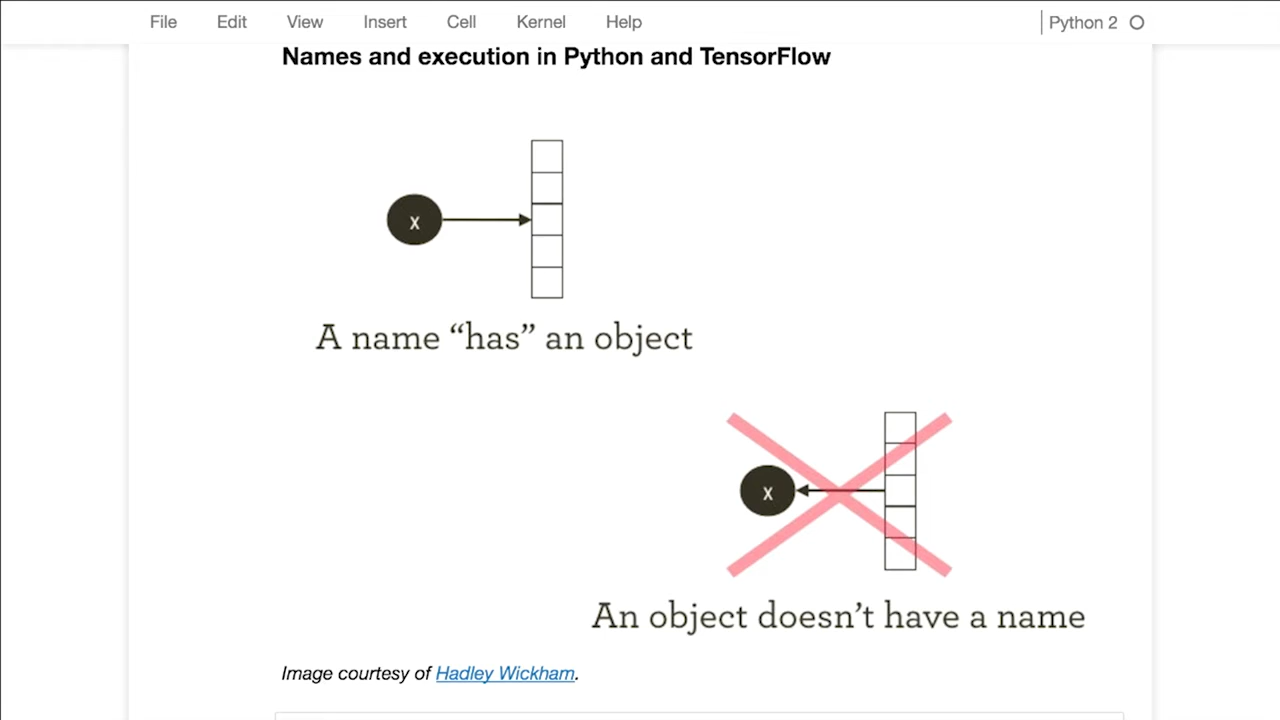 File Edit View Insert Cell Kernel Help Python 2
Names and execution in Python and TensorFlow
x
A name “has” an object
x
An object doesn’t have a name
Image courtesy of Hadley Wickham.